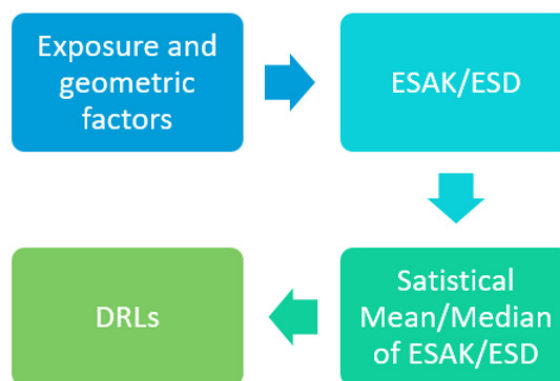 Exposure and
geometric
factors
ESAK/ESD
Satistical
Mean/Median
of ESAK/ESD
DRLs